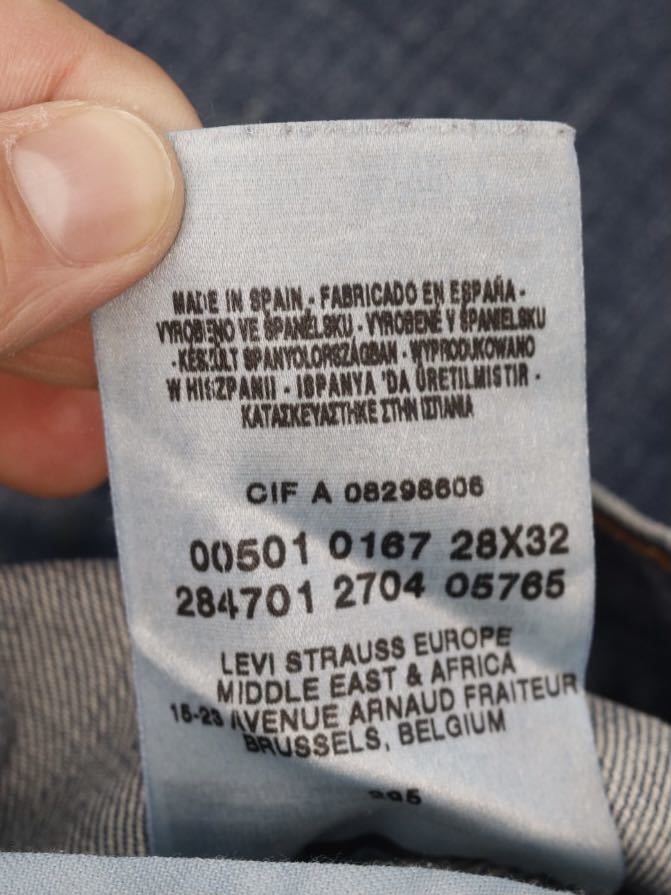 MADE IN SPAIN - FABRICADO EN ESPAÑA -
VYROBENO VE ŠPANĚLSKU - VYROBENÉ V ŠPANIELSKU
- KÉSZÜLT SPANYOLORSZÁGBAN - WYPRODUKOWANO
W HISZPANII - ISPANYA 'DA ÜRETILMISTIR -
ΚΑΤΑΣΚΕΥΑΣΤΗΚΕ ΣΤΗΝ ΙΣΠΑΝΙΑ
CIF A 08298606
00501 0167 28X32
284701 2704 05765
LEVI STRAUSS EUROPE
MIDDLE EAST & AFRICA
15-23 AVENUE ARNAUD FRAITEUR
BRUSSELS, BELGIUM